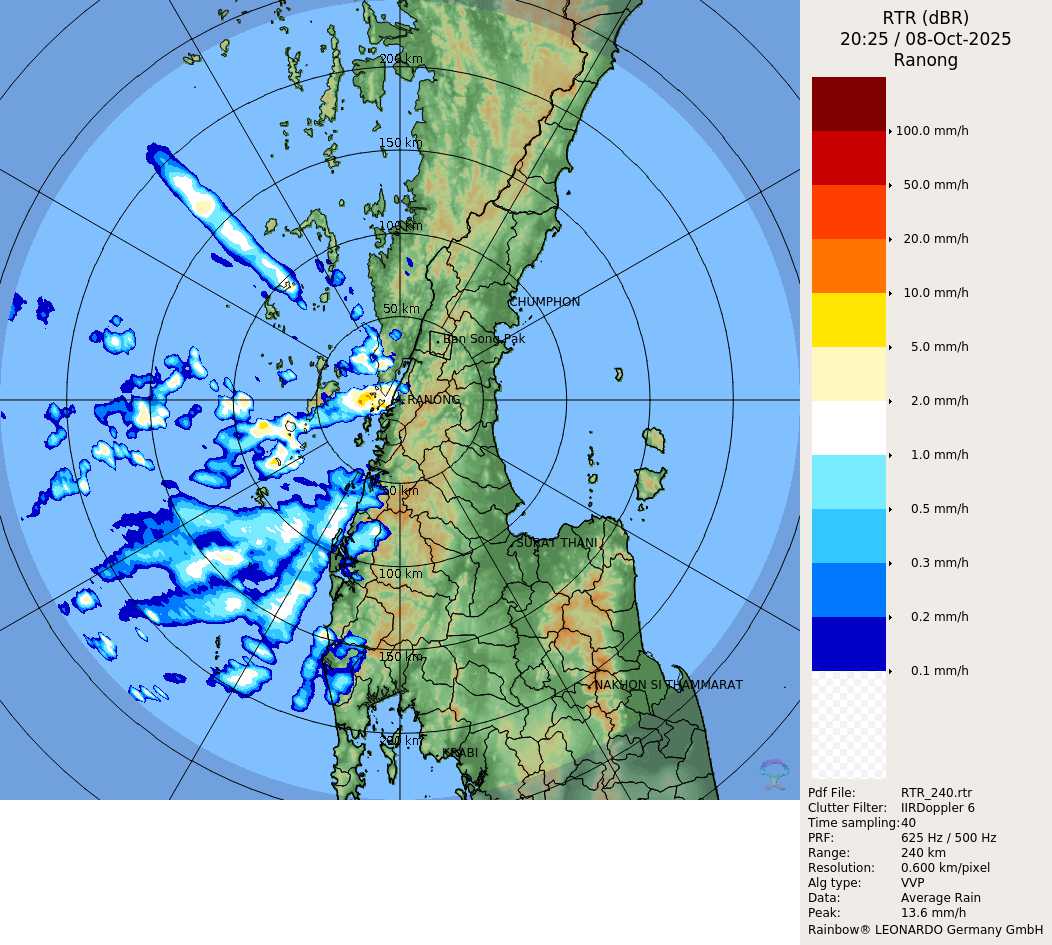 RTR (dBR)
20:25 / 08-Oct-2025
Ranong
100.0 mm/h
50.0 mm/h
20.0 mm/h
10.0 mm/h
5.0 mm/h
2.0 mm/h
1.0 mm/h
0.5 mm/h
0.3 mm/h
0.2 mm/h
0.1 mm/h
Pdf File: RTR_240.rtr
Clutter Filter: IIRDoppler 6
Time sampling: 40
PRF: 625 Hz / 500 Hz
Range: 240 km
Resolution: 0.600 km/pixel
Alg type: VVP
Data: Average Rain
Peak: 13.6 mm/h
Rainbow® LEONARDO Germany GmbH
200 km
150 km
100 km
CHUMPHON
50 km
Ban Song Pak
RANONG
50 km
SURAT THANI
100 km
150 km
NAKHON SI THAMMARAT
200 km
KRABI